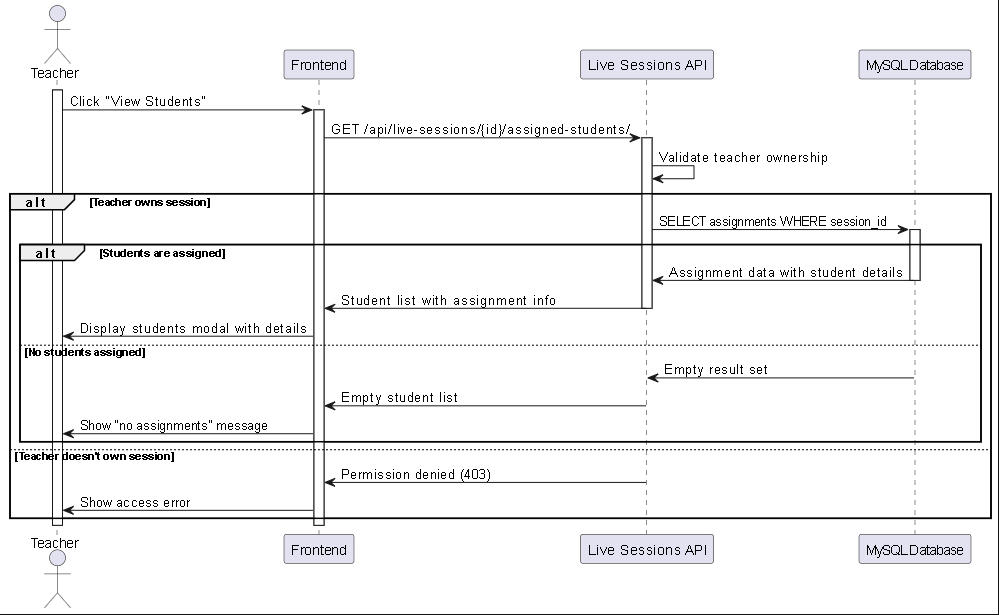 Teacher
Frontend
Live Sessions API
MySQLDatabase
Click "View Students"
GET /api/live-sessions/{id}/assigned-students/
Validate teacher ownership
alt [Teacher owns session]
SELECT assignments WHERE session_id
alt [Students are assigned]
Assignment data with student details
Student list with assignment info
Display students modal with details
[No students assigned]
Empty result set
Empty student list
Show "no assignments" message
[Teacher doesn't own session]
Permission denied (403)
Show access error
Teacher
Frontend
Live Sessions API
MySQLDatabase